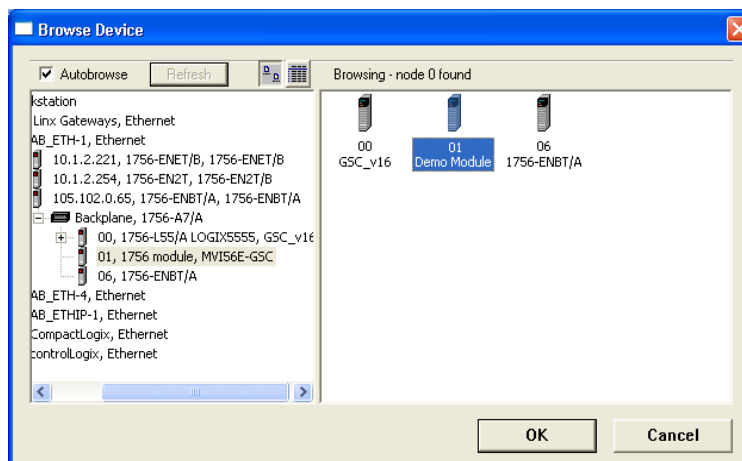 Browse Device
Autobrowse
Refresh
Browsing - node 0 found
kstation
Linx Gateways, Ethernet
AB_ETH-1, Ethernet
10.1.2.221, 1756-ENET/B, 1756-ENET/B
10.1.2.254, 1756-EN2T, 1756-EN2T/B
105.102.0.65, 1756-ENBT/A, 1756-ENBT/A
Backplane, 1756-A7/A
00, 1756-L55/A LOGIX5555, GSC_v16
01, 1756 module, MVI56E-GSC
06, 1756-ENBT/A
AB_ETH-4, Ethernet
AB_ETHIP-1, Ethernet
CompactLogix, Ethernet
controlLogix, Ethernet
00
GSC_v16
01
Demo Module
06
1756-ENBT/A
OK
Cancel